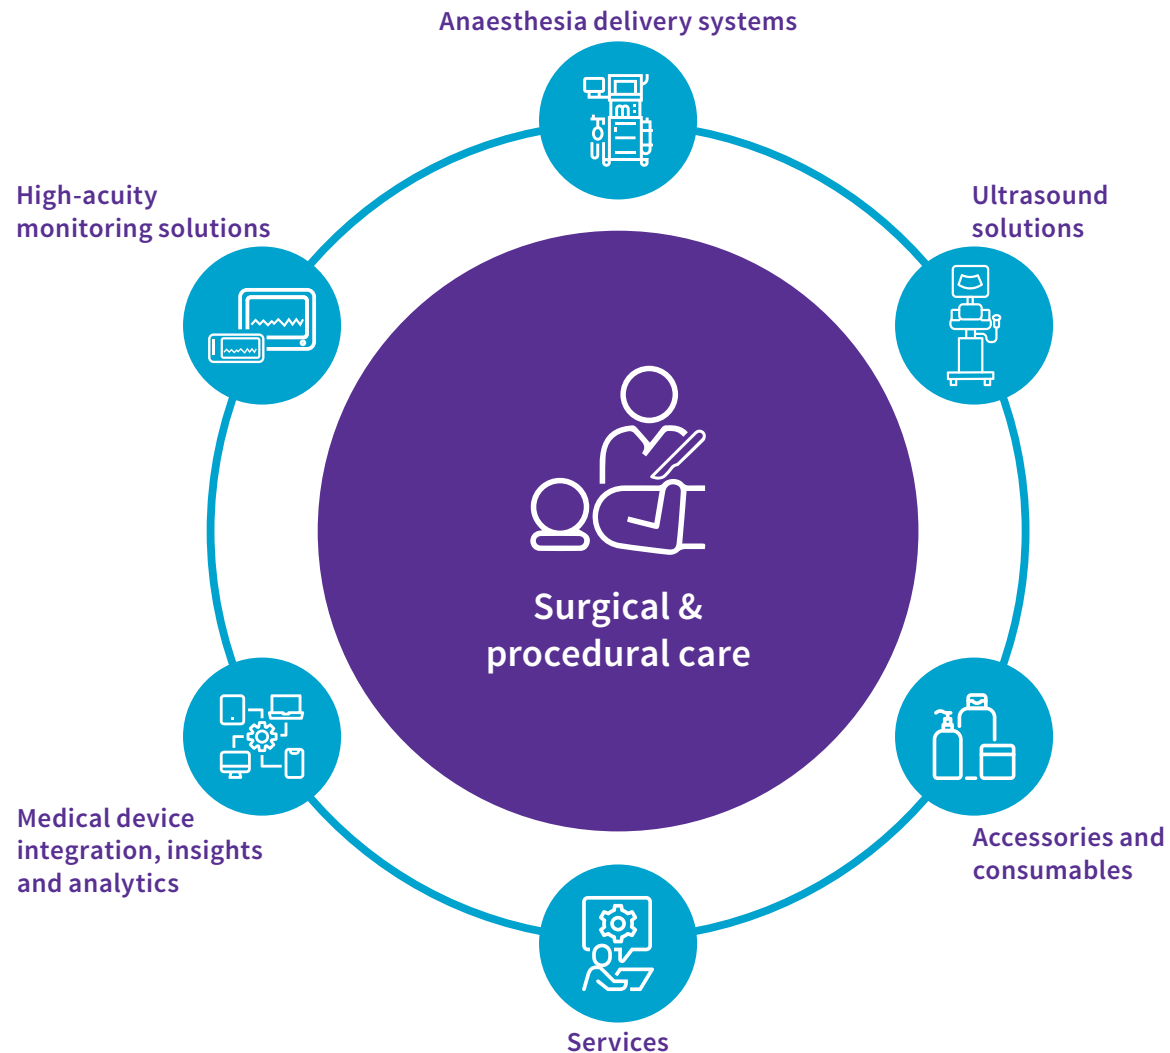 Anaesthesia delivery systems
High-acuity
monitoring solutions
Ultrasound
solutions
Surgical &
procedural care
Medical device
integration, insights
and analytics
Accessories and
consumables
Services